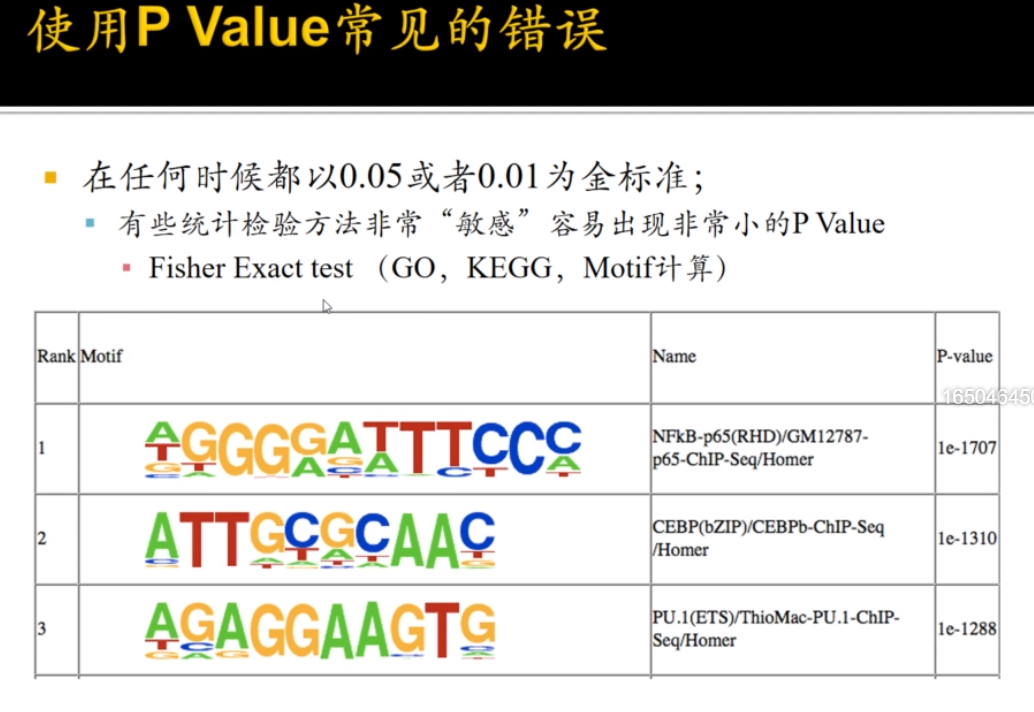 使用P Value常见的错误
在任何时候都以0.05或者0.01为金标准；
有些统计检验方法非常“敏感”容易出现非常小的P Value
Fisher Exact test （GO，KEGG，Motif计算）
Rank Motif Name P-value
1 NFkB-p65(RHD)/GM12787-
p65-ChIP-Seq/Homer 1e-1707
2 CEBP(bZIP)/CEBPb-ChIP-Seq
/Homer 1e-1310
3 PU.1(ETS)/ThioMac-PU.1-ChIP-
Seq/Homer 1e-1288